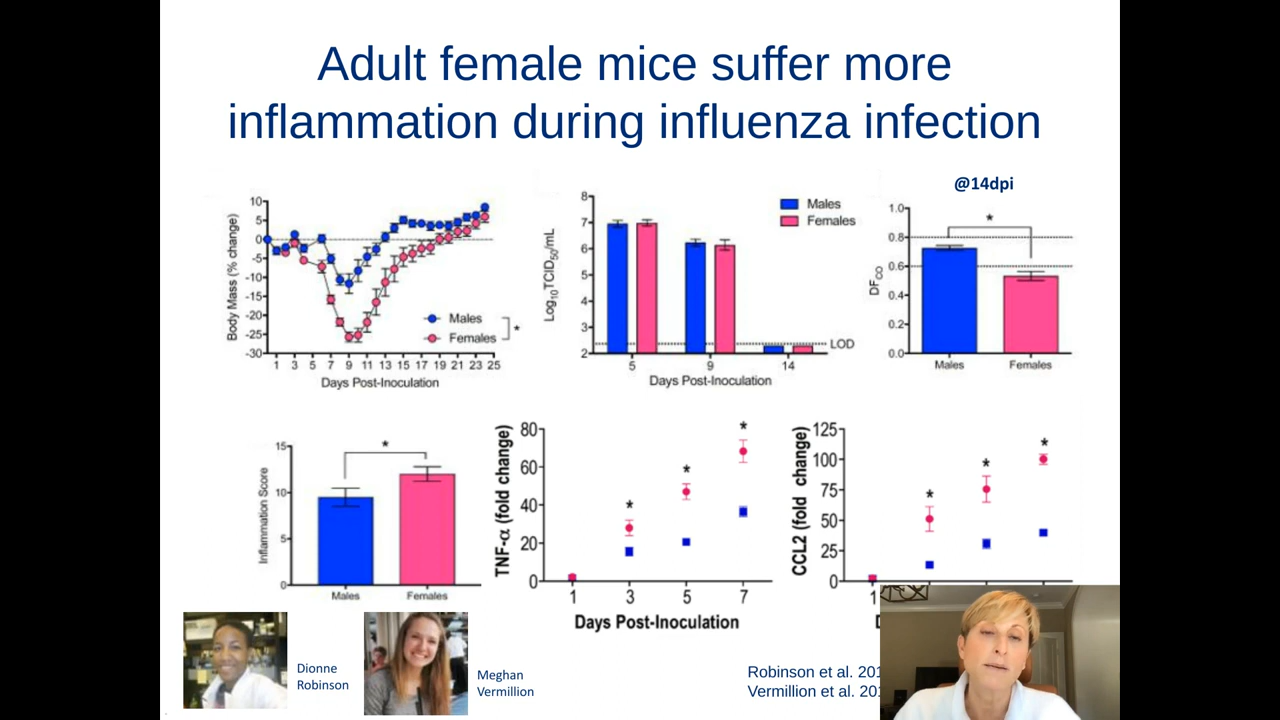 Adult female mice suffer more
inflammation during influenza infection
@14dpi
Body Mass (% change)
10
5
0
-5
-10
-15
-20
-25
-30
1 3 5 7 9 11 13 15 17 19 21 23 25
Days Post-Inoculation
Males
Females
*
Log10TCID50/mL
8
7
6
5
4
3
2
5 9 14
Days Post-Inoculation
Males
Females
LOD
DFCO
1.0
0.8
0.6
0.4
0.2
0.0
*
Males Females
Inflammation Score
15
10
5
0
*
Males Females
TNF-α (fold change)
80
60
40
20
0
* * *
1 3 5 7
Days Post-Inoculation
CCL2 (fold change)
125
100
75
50
25
0
* * *
1
Dionne
Robinson
Meghan
Vermillion
Robinson et al. 201
Vermillion et al. 201